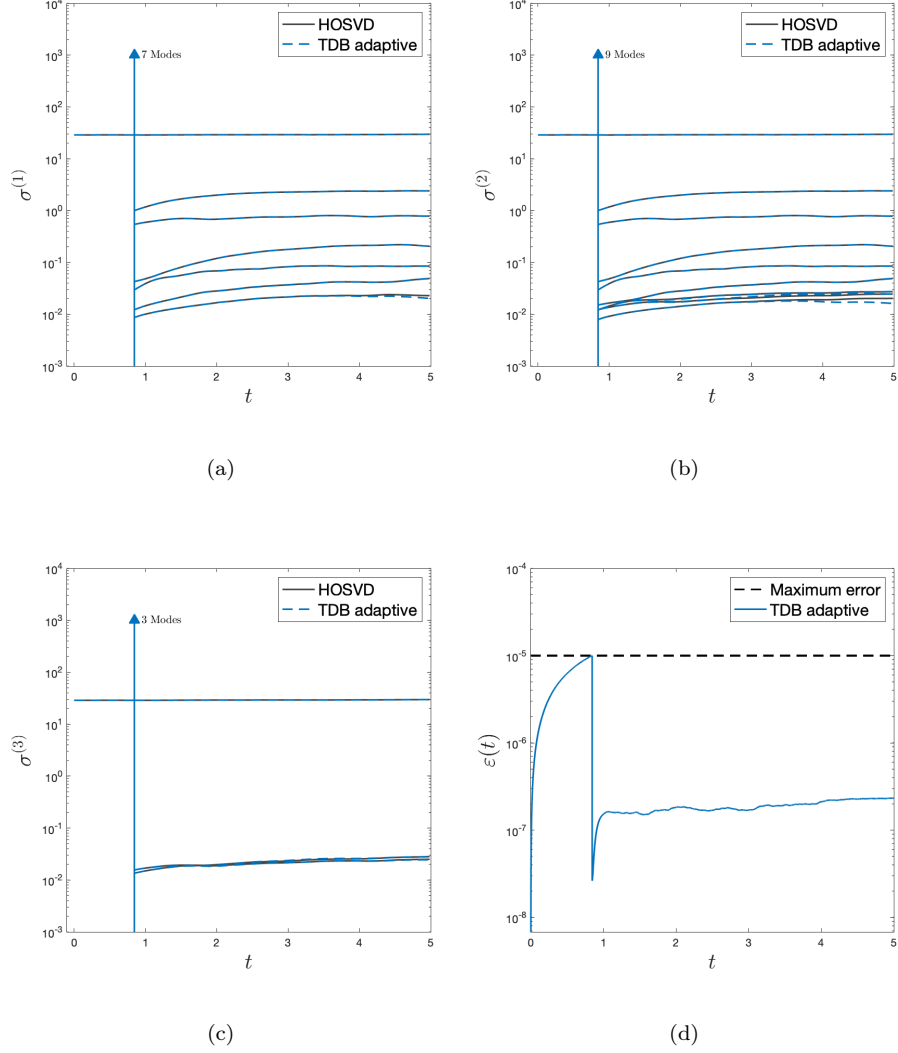 10^4
10^3
10^2
10^1
10^0
10^-1
10^-2
10^-3
σ^(1)
HOSVD
TDB adaptive
7 Modes
0 1 2 3 4 5
t
(a)
10^4
10^3
10^2
10^1
10^0
10^-1
10^-2
10^-3
σ^(2)
HOSVD
TDB adaptive
9 Modes
0 1 2 3 4 5
t
(b)
10^4
10^3
10^2
10^1
10^0
10^-1
10^-2
10^-3
σ^(3)
HOSVD
TDB adaptive
3 Modes
0 1 2 3 4 5
t
(c)
10^-4
10^-5
10^-6
10^-7
10^-8
ε(t)
Maximum error
TDB adaptive
0 1 2 3 4 5
t
(d)